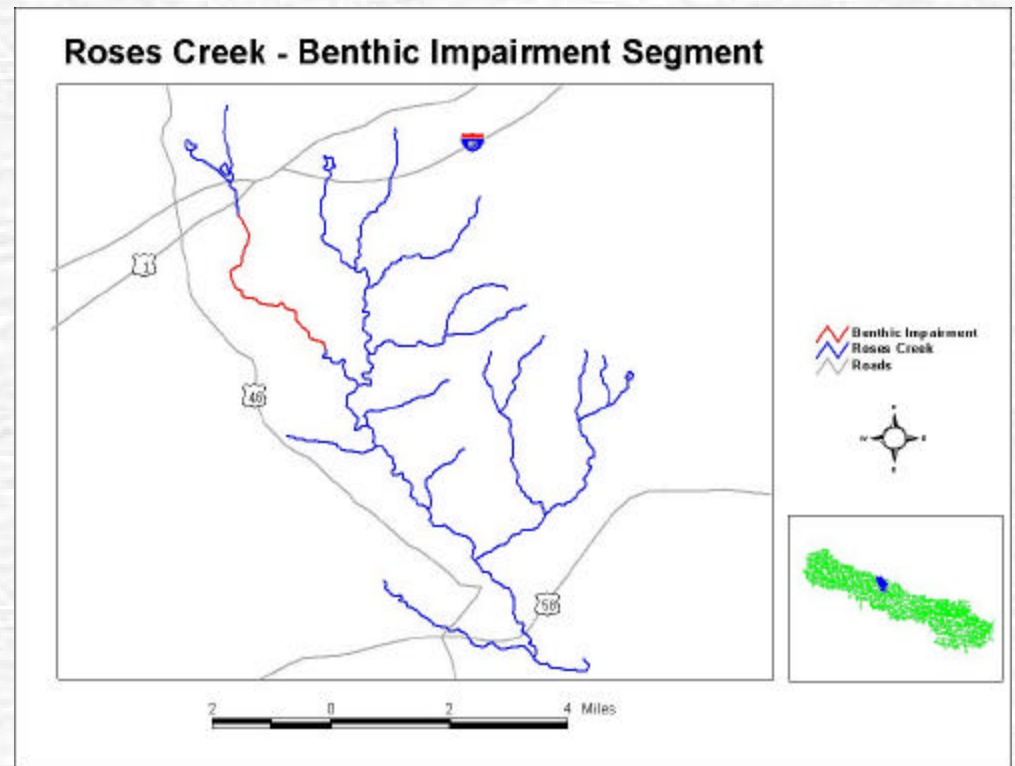 Roses Creek - Benthic Impairment Segment
1
46
58
Benthic Impairment
Roses Creek
Roads
N
W E
S
2 0 2 4 Miles